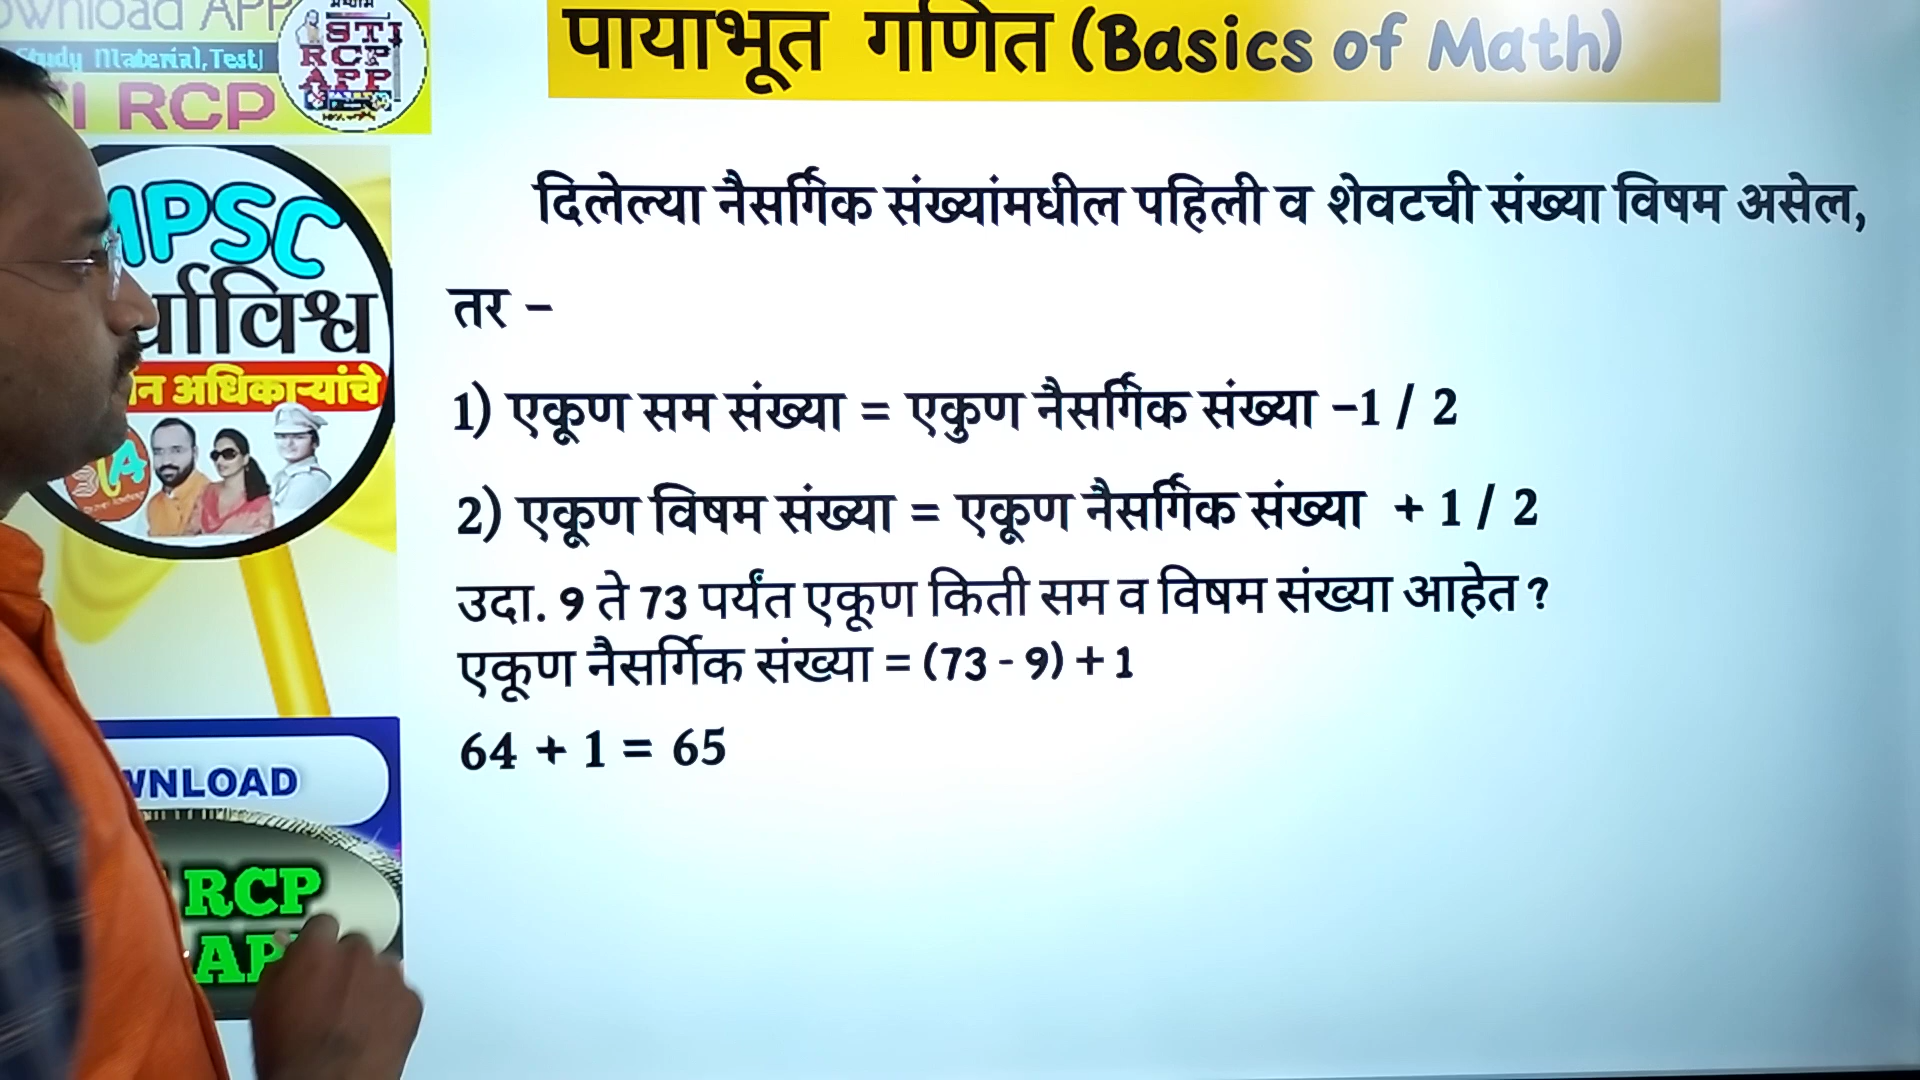 पायाभूत गणित (Basics of Math)
दिलेल्या नैसर्गिक संख्यांमधील पहिली व शेवटची संख्या विषम असेल,
तर –
1) एकूण सम संख्या = एकुण नैसर्गिक संख्या –1 / 2
2) एकूण विषम संख्या = एकूण नैसर्गिक संख्या + 1 / 2
उदा. 9 ते 73 पर्यंत एकूण किती सम व विषम संख्या आहेत ?
एकूण नैसर्गिक संख्या = (73 - 9) + 1
64 + 1 = 65
APP
Study Material, Test
RCP
STI
RCP
APP
MPSC
अधिकाऱ्यांचे
RCP